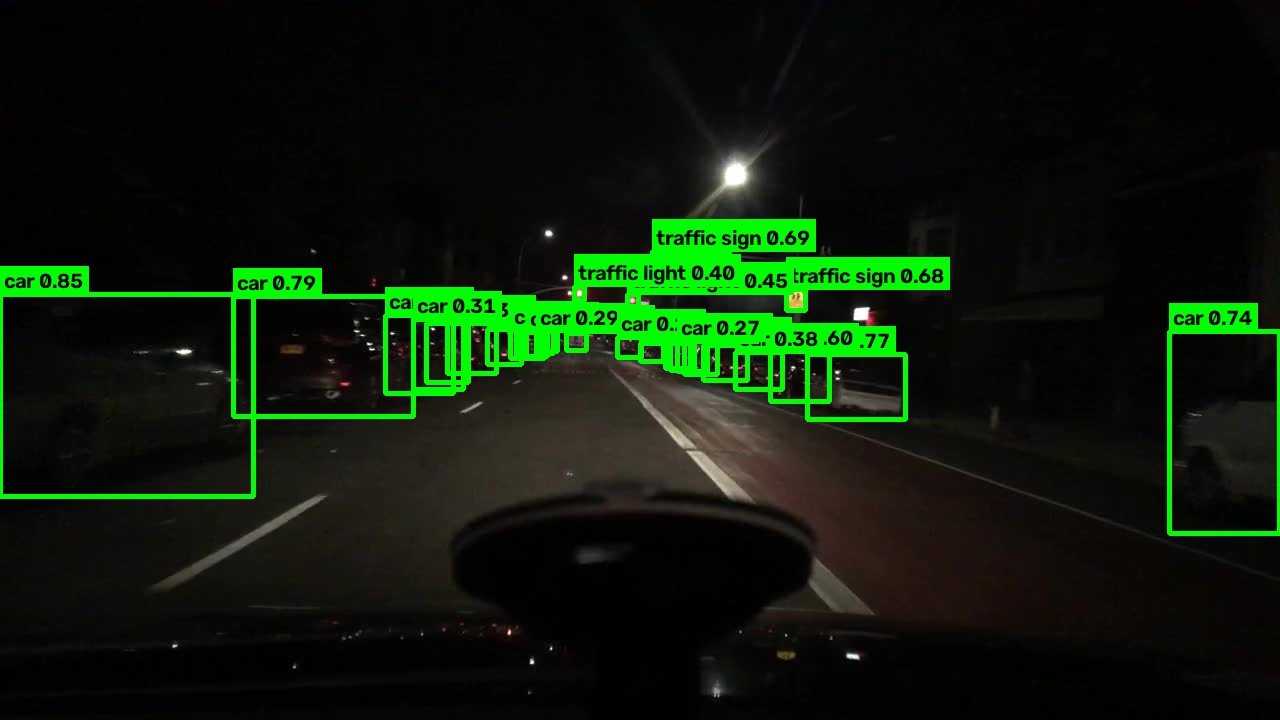 traffic sign 0.69
traffic light 0.40
0.45
traffic sign 0.68
car 0.85
car 0.79
car 0.31
car 0.29
car 0.27
0.38
.60
.77
car 0.74